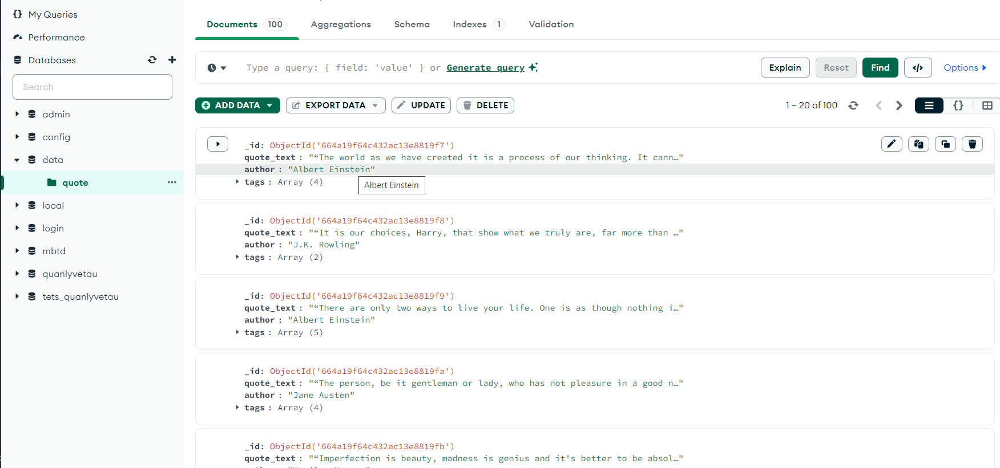 My Queries
Performance
Databases
Search
admin
config
data
quote
local
login
mbtd
quanlyvetau
tets_quanlyvetau
Documents 100 Aggregations Schema Indexes 1 Validation
Type a query: { field: 'value' } or Generate query
Explain Reset Find </> Options
ADD DATA EXPORT DATA UPDATE DELETE 1 – 20 of 100 {}
_id: ObjectId('664a19f64c432ac13e8819f7')
quote_text : "“The world as we have created it is a process of our thinking. It cann…"
author : "Albert Einstein"
tags : Array (4)
Albert Einstein
_id: ObjectId('664a19f64c432ac13e8819f8')
quote_text : "“It is our choices, Harry, that show what we truly are, far more than …"
author : "J.K. Rowling"
tags : Array (2)
_id: ObjectId('664a19f64c432ac13e8819f9')
quote_text : "“There are only two ways to live your life. One is as though nothing i…"
author : "Albert Einstein"
tags : Array (5)
_id: ObjectId('664a19f64c432ac13e8819fa')
quote_text : "“The person, be it gentleman or lady, who has not pleasure in a good n…"
author : "Jane Austen"
tags : Array (4)
_id: ObjectId('664a19f64c432ac13e8819fb')
quote_text : "“Imperfection is beauty, madness is genius and it's better to be absol…"